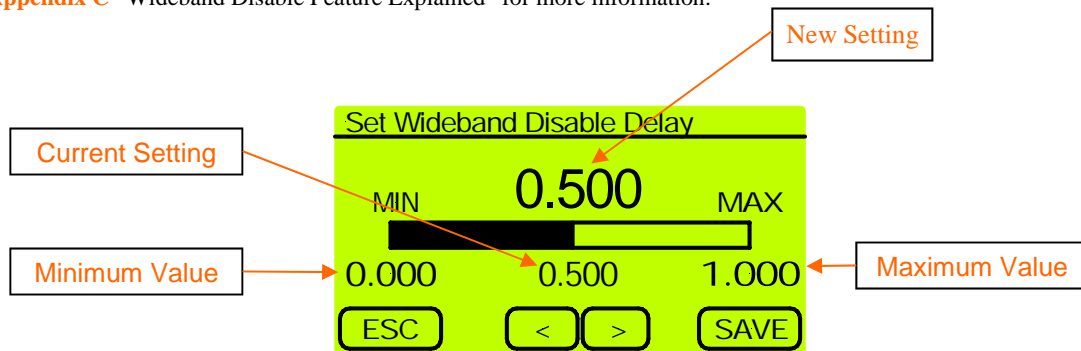 Appendix C "Wideband Disable Feature Explained" for more information.
New Setting
Set Wideband Disable Delay
Current Setting
MIN 0.500 MAX
Minimum Value
0.000 0.500 1.000
Maximum Value
ESC < > SAVE